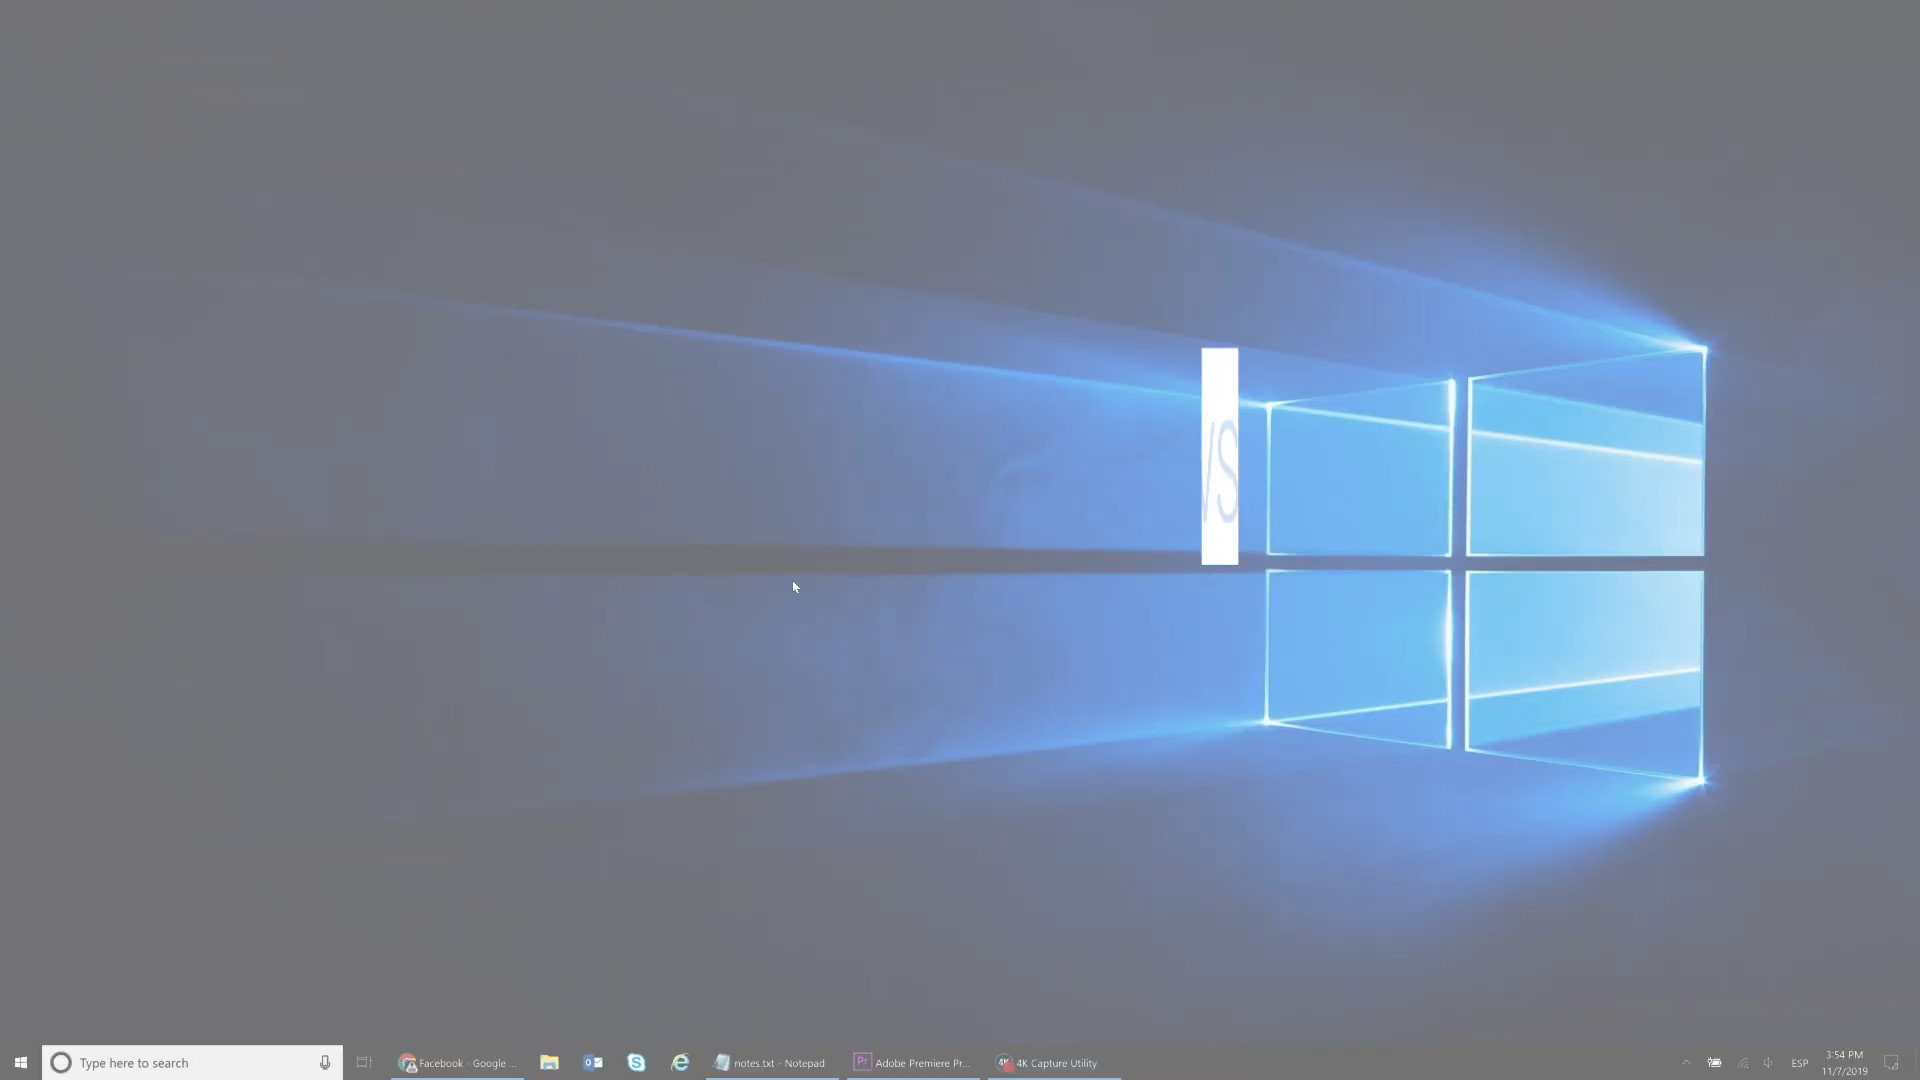 VS
Type here to search
Facebook - Google ...
notes.txt - Notepad
Adobe Premiere Pr...
4K Capture Utility
ESP
3:54 PM
11/7/2019